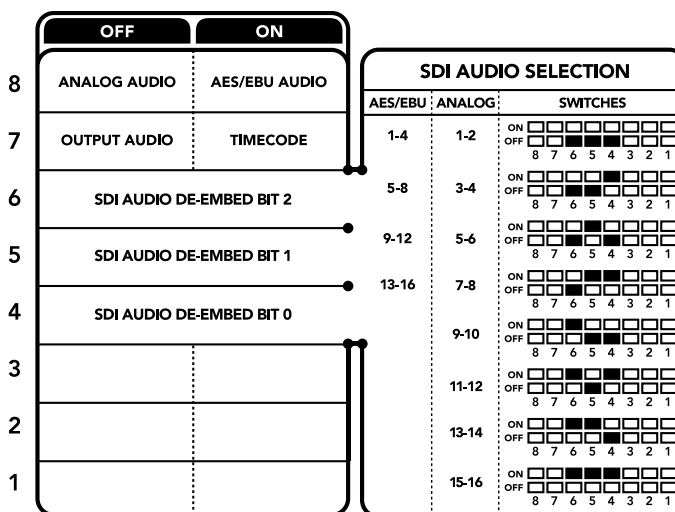 OFF ON
8 ANALOG AUDIO AES/EBU AUDIO
7 OUTPUT AUDIO TIMECODE
6 SDI AUDIO DE-EMBED BIT 2
5 SDI AUDIO DE-EMBED BIT 1
4 SDI AUDIO DE-EMBED BIT 0
3
2
1
SDI AUDIO SELECTION
AES/EBU ANALOG SWITCHES
1-4 1-2 ON
OFF
8 7 6 5 4 3 2 1
5-8 3-4 ON
OFF
8 7 6 5 4 3 2 1
9-12 5-6 ON
OFF
8 7 6 5 4 3 2 1
13-16 7-8 ON
OFF
8 7 6 5 4 3 2 1
9-10 ON
OFF
8 7 6 5 4 3 2 1
11-12 ON
OFF
8 7 6 5 4 3 2 1
13-14 ON
OFF
8 7 6 5 4 3 2 1
15-16 ON
OFF
8 7 6 5 4 3 2 1